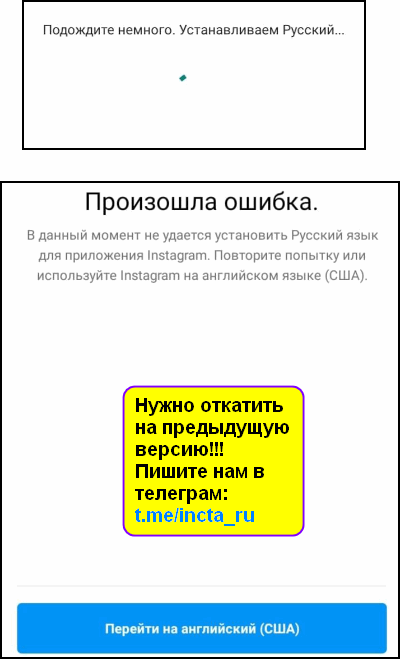 Подождите немного. Устанавливаем Русский...
Произошла ошибка.
В данный момент не удается установить Русский язык
для приложения Instagram. Повторите попытку или
используйте Instagram на английском языке (США).
Нужно откатить
на предыдущую
версию!!!
Пишите нам в
телеграм:
t.me/incta_ru
Перейти на английский (США)